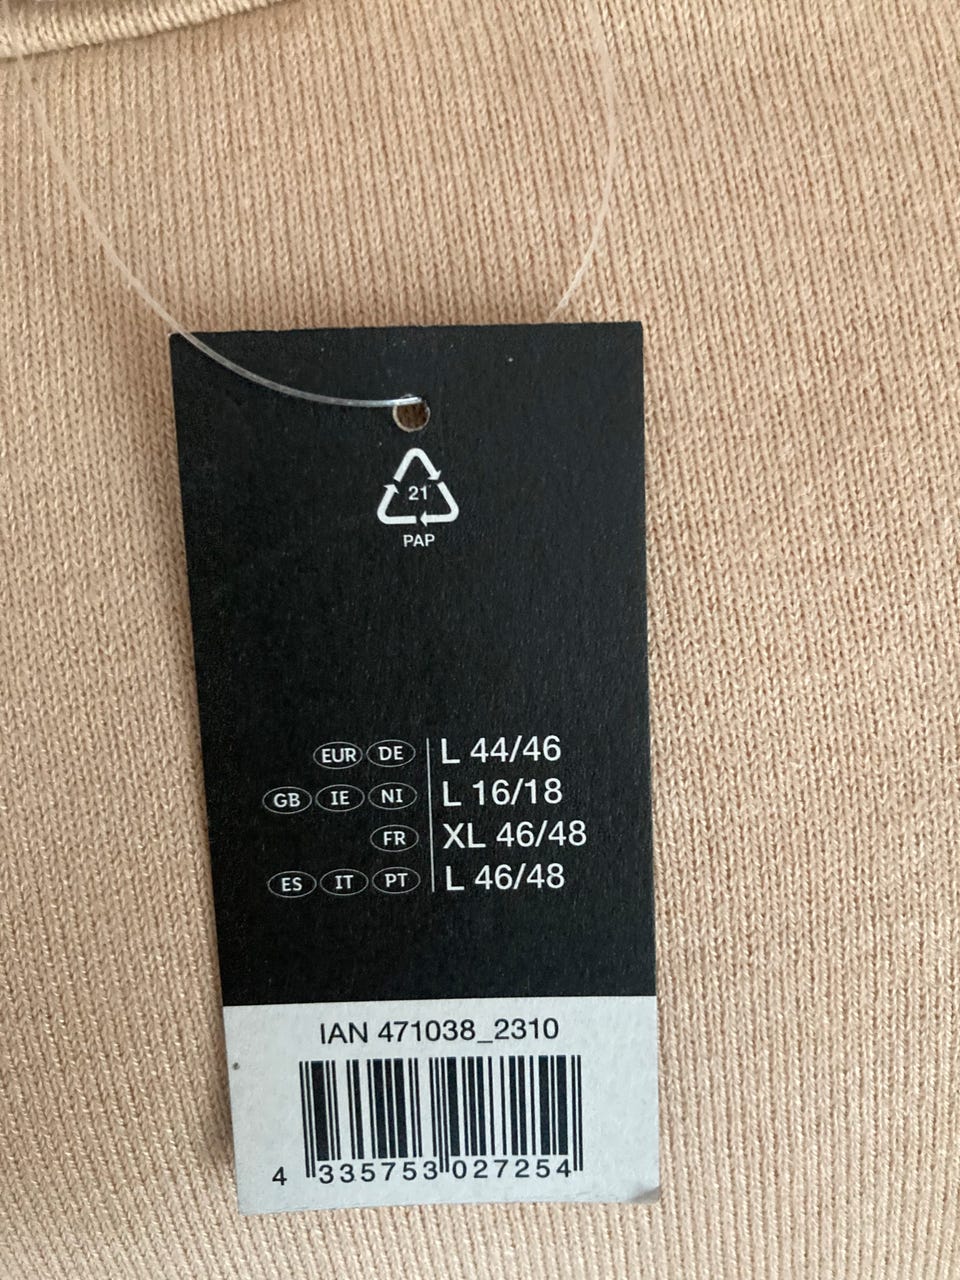 21
PAP
EUR DE L 44/46
GB IE NI L 16/18
FR XL 46/48
ES IT PT L 46/48
IAN 471038_2310
4 335753 027254